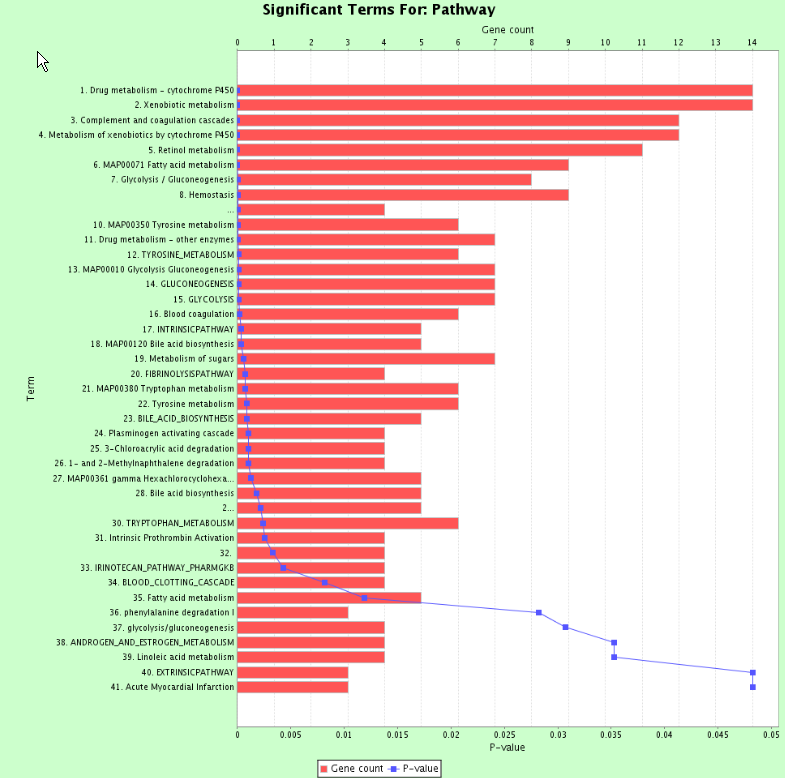 Significant Terms For: Pathway
Gene count
0 1 2 3 4 5 6 7 8 9 10 11 12 13 14
1. Drug metabolism - cytochrome P450
2. Xenobiotic metabolism
3. Complement and coagulation cascades
4. Metabolism of xenobiotics by cytochrome P450
5. Retinol metabolism
6. MAP00071 Fatty acid metabolism
7. Glycolysis / Gluconeogenesis
8. Hemostasis
...
10. MAP00350 Tyrosine metabolism
11. Drug metabolism - other enzymes
12. TYROSINE_METABOLISM
13. MAP00010 Glycolysis Gluconeogenesis
14. GLUCONEOGENESIS
15. GLYCOLYSIS
16. Blood coagulation
17. INTRINSICPATHWAY
18. MAP00120 Bile acid biosynthesis
19. Metabolism of sugars
20. FIBRINOLYSISPATHWAY
21. MAP00380 Tryptophan metabolism
22. Tyrosine metabolism
23. BILE_ACID_BIOSYNTHESIS
24. Plasminogen activating cascade
25. 3-Chloroacrylic acid degradation
26. 1- and 2-Methylnaphthalene degradation
27. MAP00361 gamma Hexachlorocyclohexa...
28. Bile acid biosynthesis
2...
30. TRYPTOPHAN_METABOLISM
31. Intrinsic Prothrombin Activation
32.
33. IRINOTECAN_PATHWAY_PHARMGKB
34. BLOOD_CLOTTING_CASCADE
35. Fatty acid metabolism
36. phenylalanine degradation I
37. glycolysis/gluconeogenesis
38. ANDROGEN_AND_ESTROGEN_METABOLISM
39. Linoleic acid metabolism
40. EXTRINSICPATHWAY
41. Acute Myocardial Infarction
Term
0 0.005 0.01 0.015 0.02 0.025 0.03 0.035 0.04 0.045 0.05
P-value
Gene count P-value